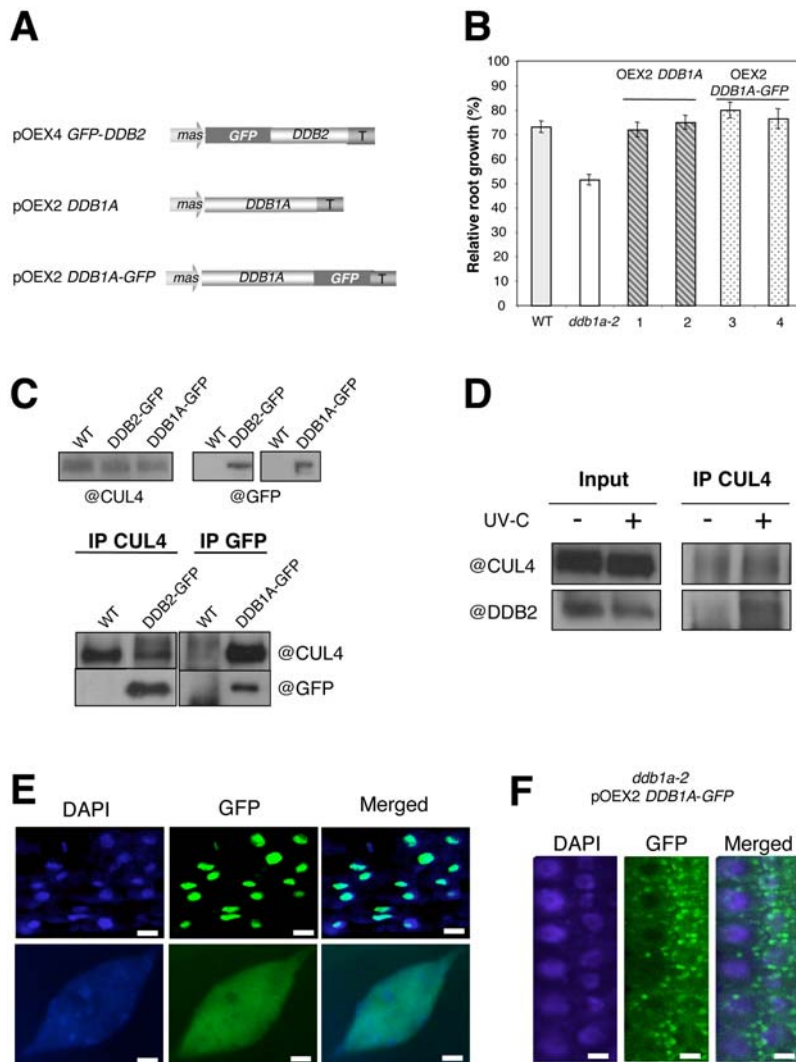 A
pOEX4 GFP-DDB2
mas GFP DDB2 T
pOEX2 DDB1A
mas DDB1A T
pOEX2 DDB1A-GFP
mas DDB1A GFP T
B
Relative root growth (%)
100
90
80
70
60
50
40
30
20
10
0
OEX2 DDB1A
OEX2
DDB1A-GFP
WT ddb1a-2 1 2 3 4
C
WT DDB2-GFP DDB1A-GFP
WT DDB2-GFP WT DDB1A-GFP
@CUL4 @GFP
IP CUL4 IP GFP
WT DDB2-GFP WT DDB1A-GFP
@CUL4
@GFP
D
Input IP CUL4
UV-C - + - +
@CUL4
@DDB2
E
DAPI GFP Merged
F
ddb1a-2
pOEX2 DDB1A-GFP
DAPI GFP Merged